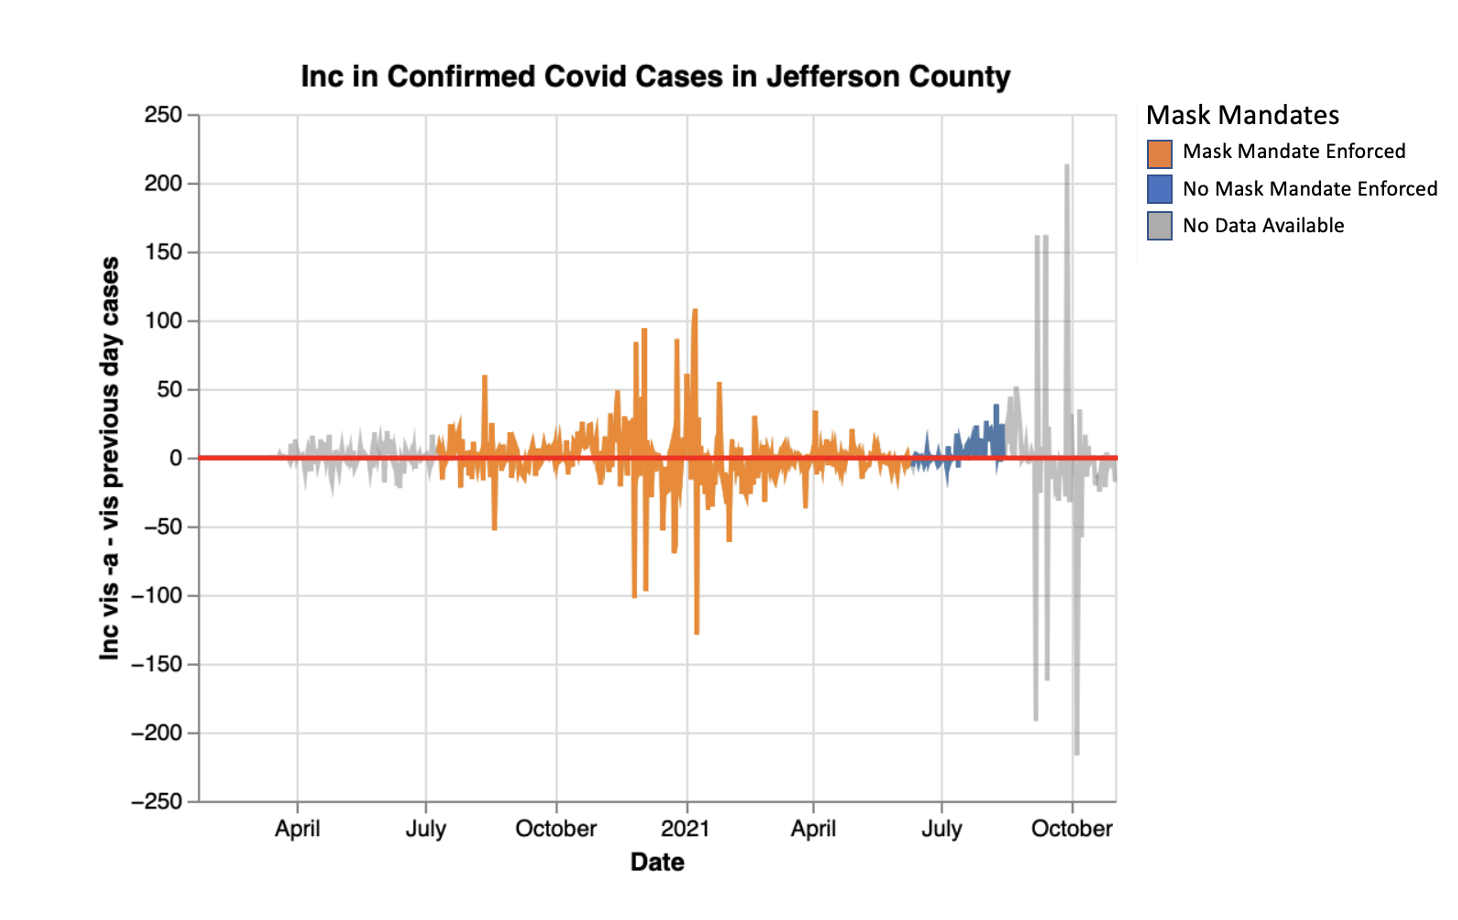 Inc in Confirmed Covid Cases in Jefferson County
Mask Mandates
Mask Mandate Enforced
No Mask Mandate Enforced
No Data Available
Inc vis -a - vis previous day cases
250
200
150
100
50
0
−50
−100
−150
−200
−250
April
July
October
2021
April
July
October
Date